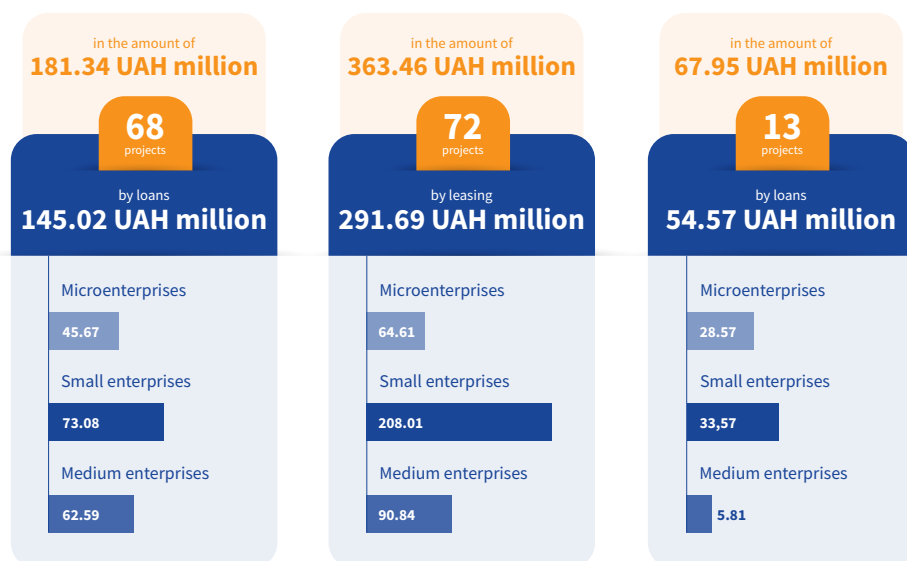 in the amount of
181.34 UAH million
68
projects
by loans
145.02 UAH million
Microenterprises
45.67
Small enterprises
73.08
Medium enterprises
62.59
in the amount of
363.46 UAH million
72
projects
by leasing
291.69 UAH million
Microenterprises
64.61
Small enterprises
208.01
Medium enterprises
90.84
in the amount of
67.95 UAH million
13
projects
by loans
54.57 UAH million
Microenterprises
28.57
Small enterprises
33,57
Medium enterprises
5.81